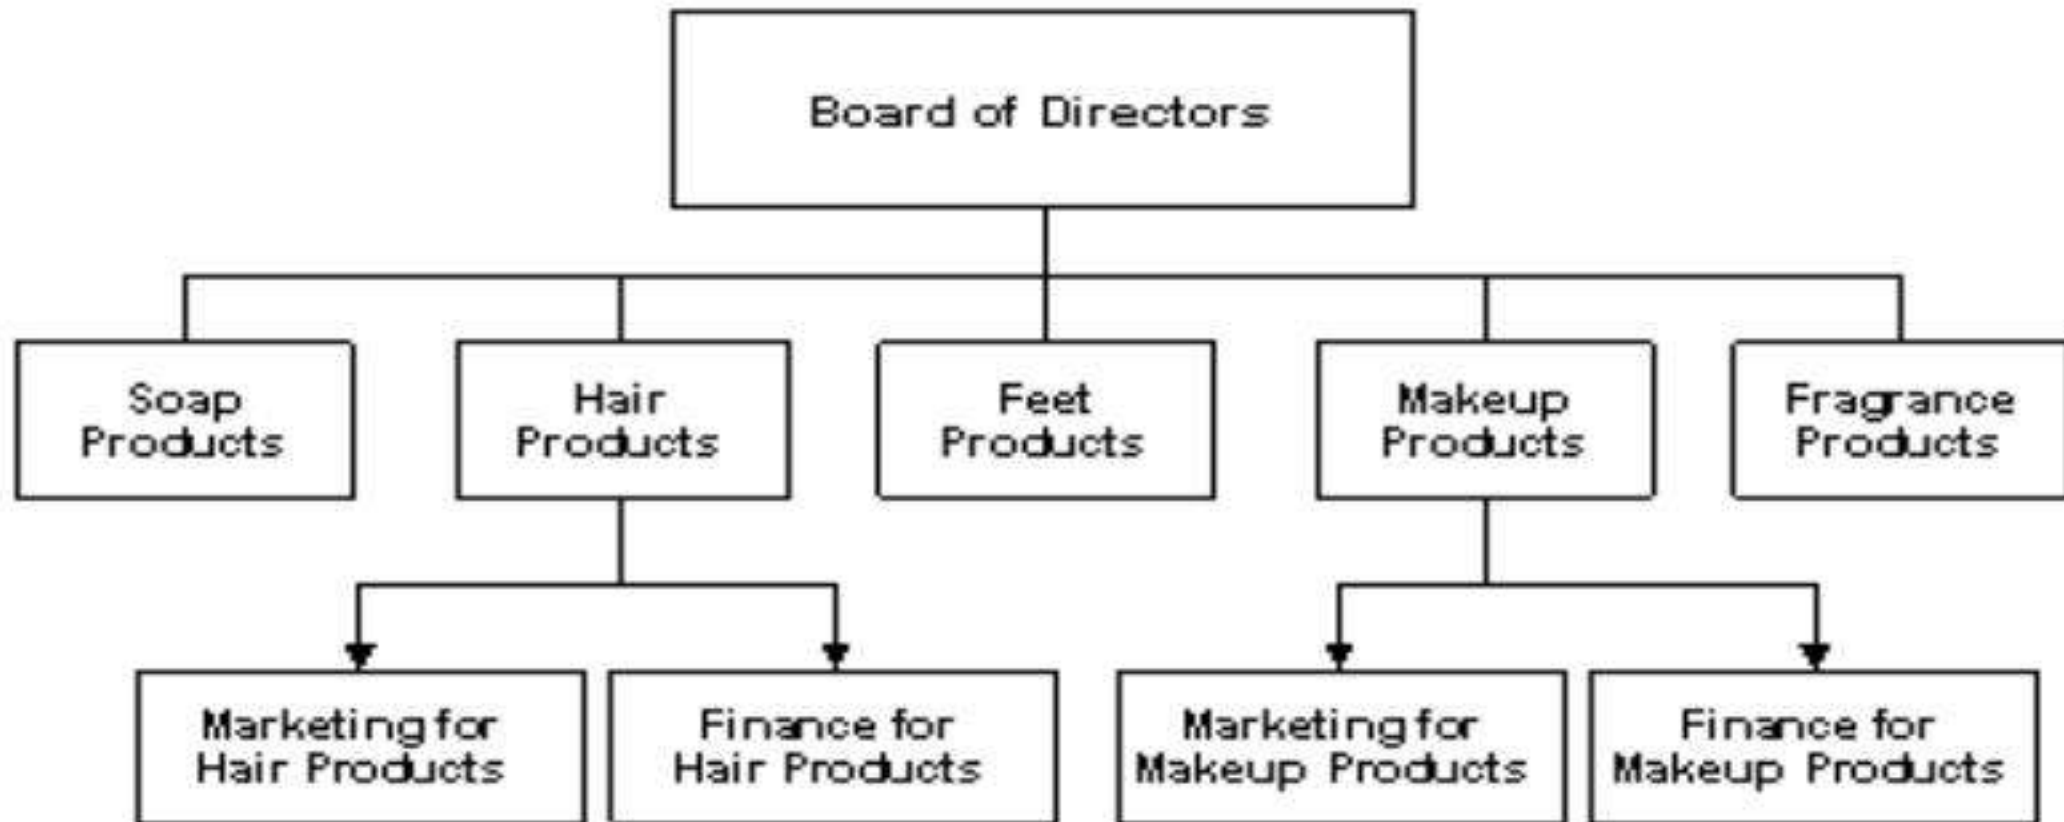 Board of Directors
Soap
Products
Hair
Products
Feet
Products
Makeup
Products
Fragrance
Products
Marketing for
Hair Products
Finance for
Hair Products
Marketing for
Makeup Products
Finance for
Makeup Products